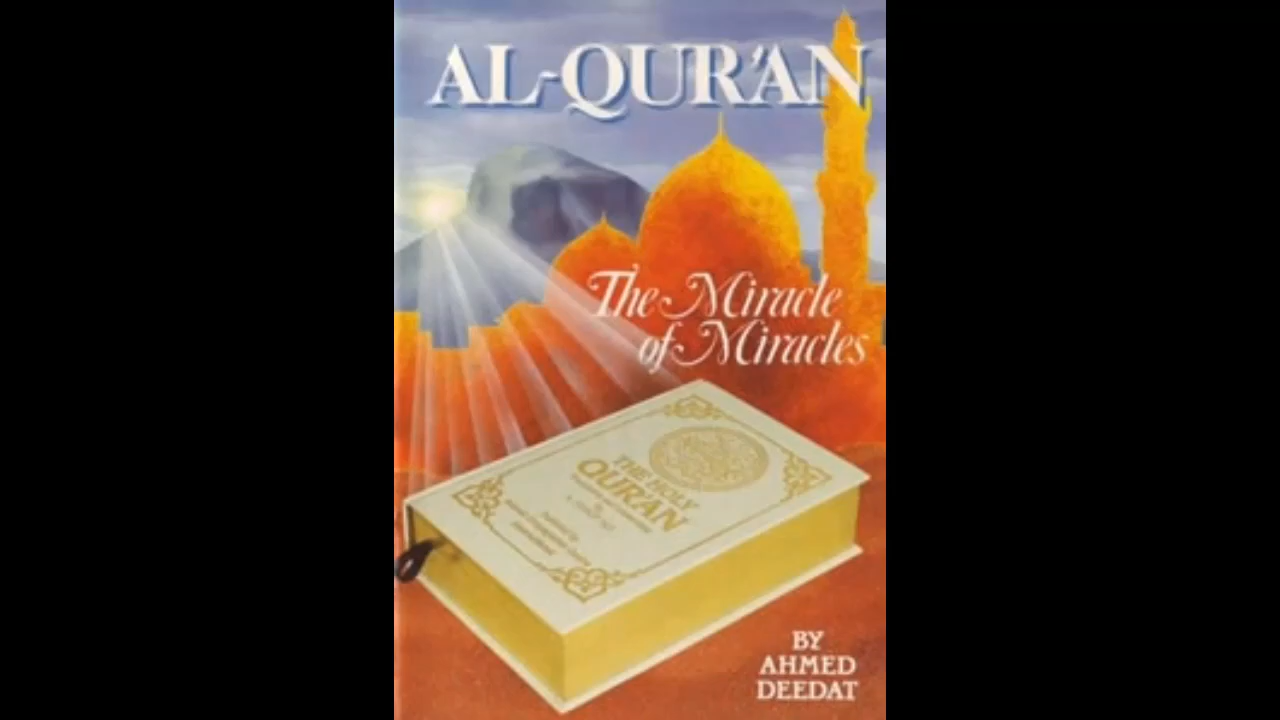 AL-QUR'AN
The Miracle
of Miracles
THE HOLY
QUR'AN
BY
AHMED
DEEDAT